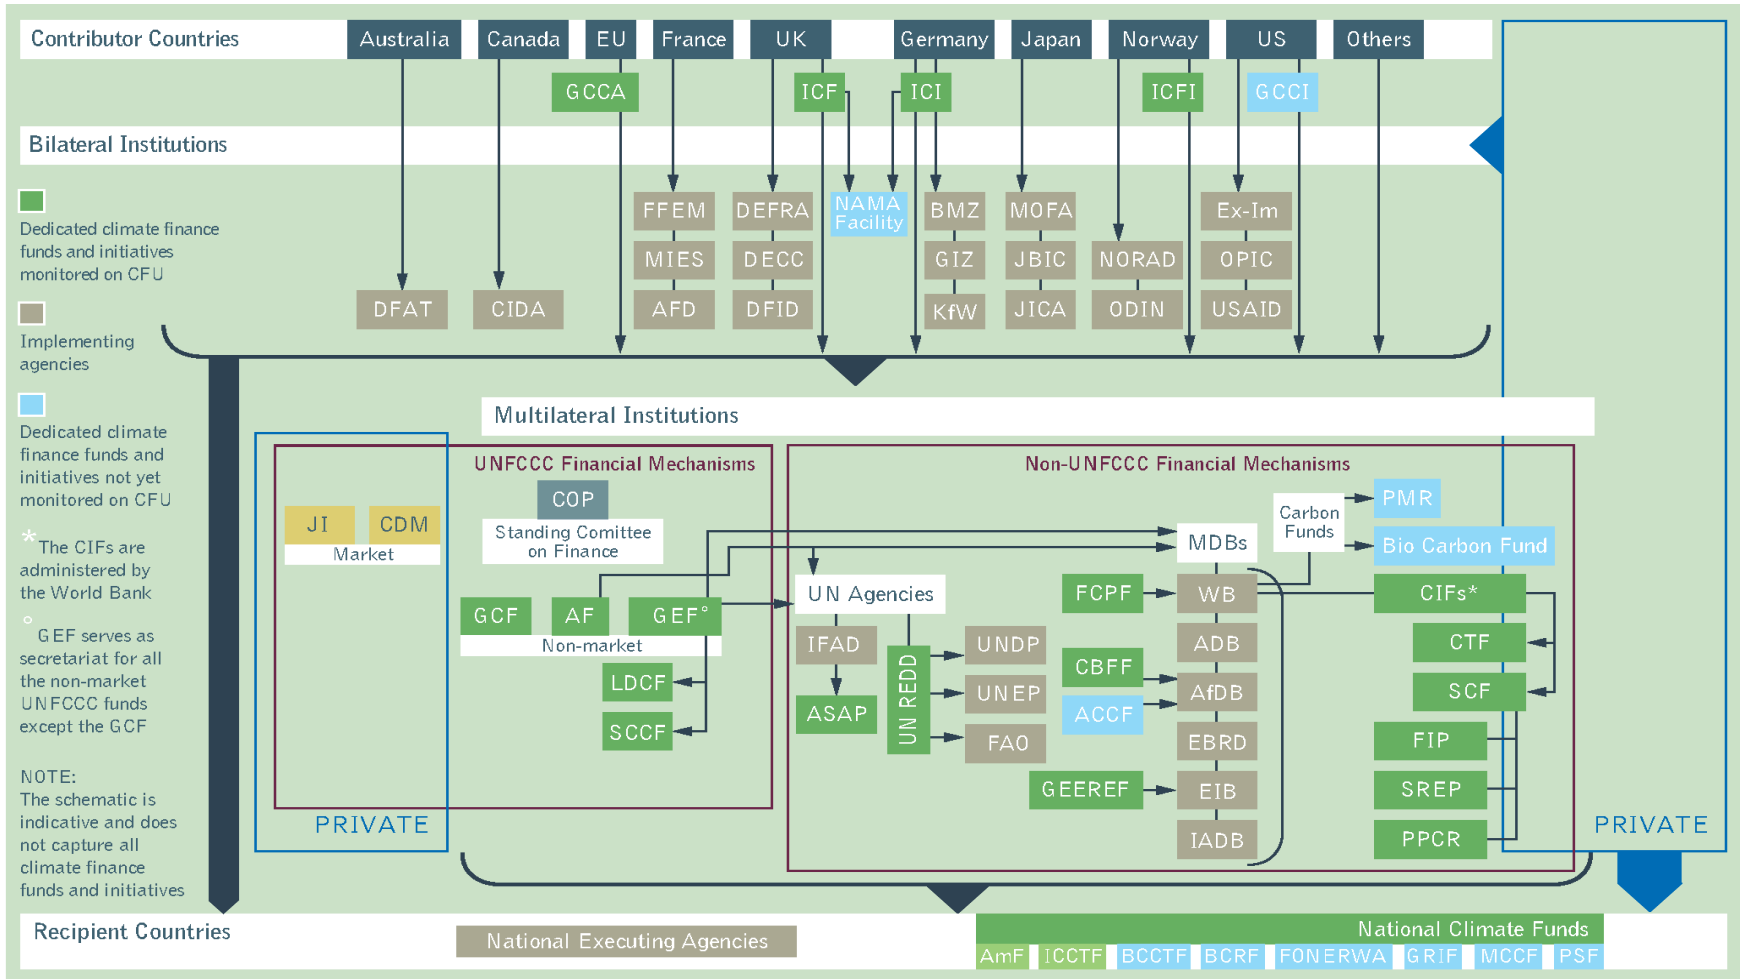 Contributor Countries
Australia
Canada
EU
France
UK
Germany
Japan
Norway
US
Others
GCCA
ICF
ICI
ICFI
GCCI
Bilateral Institutions
Dedicated climate finance
funds and initiatives
monitored on CFU
Implementing
agencies
Dedicated climate
finance funds and
initiatives not yet
monitored on CFU
*The CIFs are
administered by
the World Bank
°GEF serves as
secretariat for all
the non-market
UNFCCC funds
except the GCF
NOTE:
The schematic is
indicative and does
not capture all
climate finance
funds and initiatives
DFAT
CIDA
FFEM
MIES
AFD
DEFRA
DECC
DFID
NAMA
Facility
BMZ
GIZ
KfW
MOFA
JBIC
JICA
NORAD
ODIN
Ex-Im
OPIC
USAID
Multilateral Institutions
UNFCCC Financial Mechanisms
COP
Standing Comittee
on Finance
JI
CDM
Market
GCF
AF
GEF°
Non-market
LDCF
SCCF
PRIVATE
Non-UNFCCC Financial Mechanisms
UN Agencies
IFAD
ASAP
UN REDD
UNDP
UNEP
FAO
FCPF
CBFF
ACCF
GEEREF
MDBs
WB
ADB
AfDB
EBRD
EIB
IADB
Carbon
Funds
PMR
Bio Carbon Fund
CIFs*
CTF
SCF
FIP
SREP
PPCR
PRIVATE
Recipient Countries
National Executing Agencies
National Climate Funds
AmF
ICCTF
BCCTF
BCRF
FONERWA
GRIF
MCCF
PSF